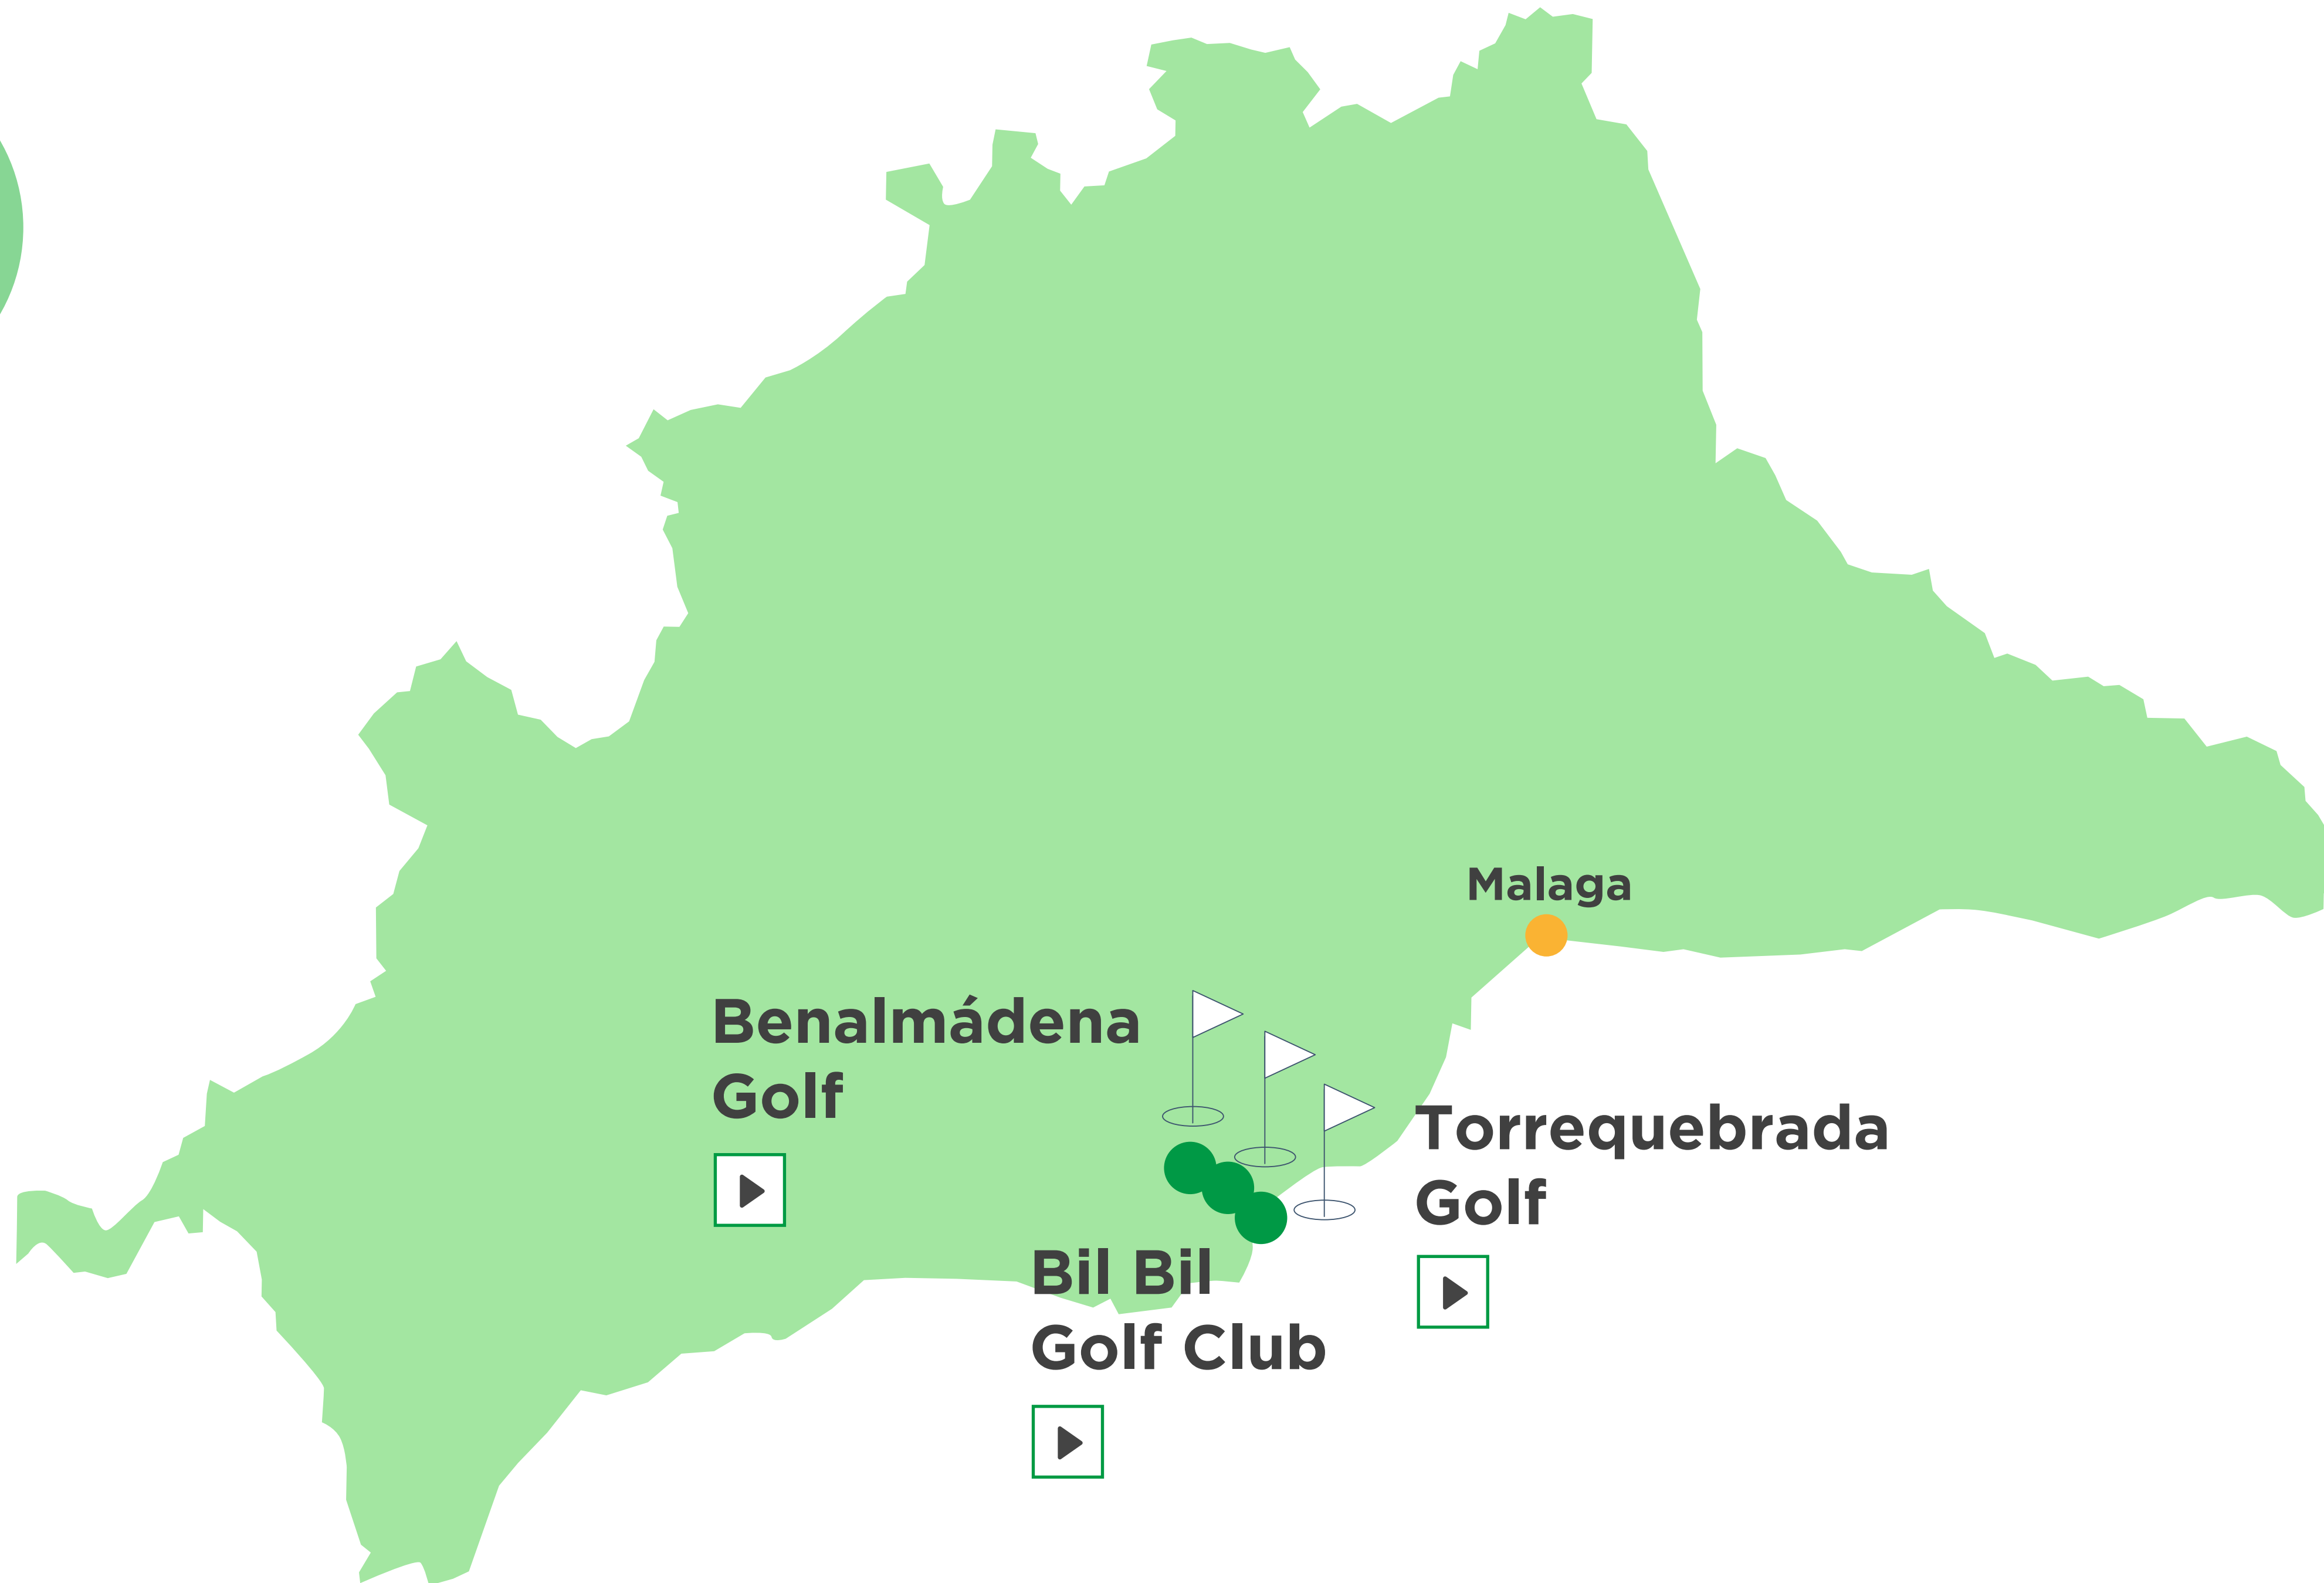 Malaga
Benalmádena
Golf
Torrequebrada
Golf
Bil Bil
Golf Club